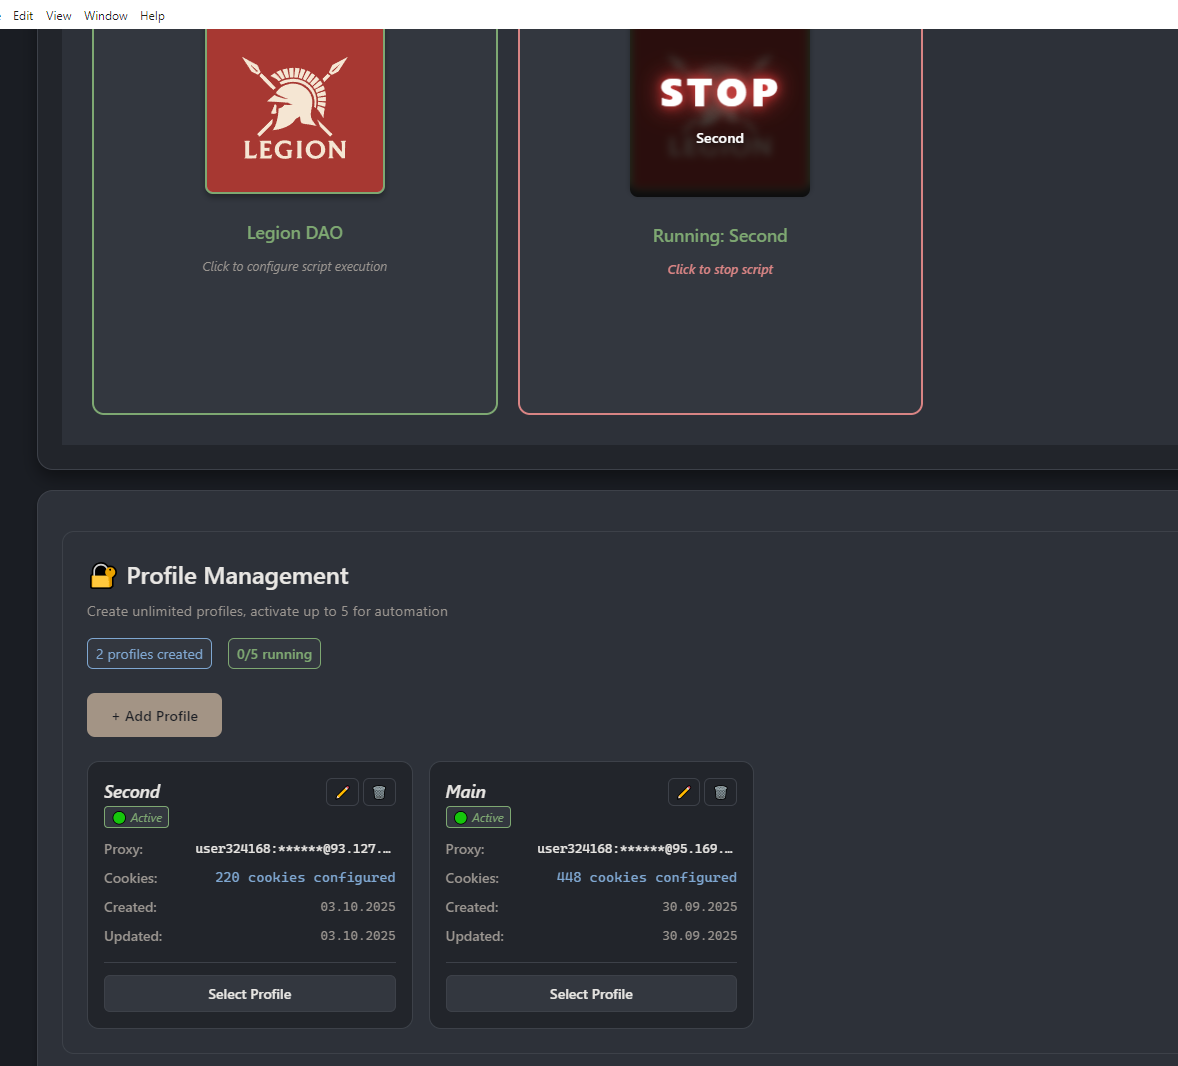 Edit View Window Help
LEGION
Legion DAO
Click to configure script execution
STOP
Second
LEGION
Running: Second
Click to stop script
Profile Management
Create unlimited profiles, activate up to 5 for automation
2 profiles created
0/5 running
+ Add Profile
Second
Active
Proxy: user324168:******@93.127....
Cookies: 220 cookies configured
Created: 03.10.2025
Updated: 03.10.2025
Select Profile
Main
Active
Proxy: user324168:******@95.169....
Cookies: 448 cookies configured
Created: 30.09.2025
Updated: 30.09.2025
Select Profile